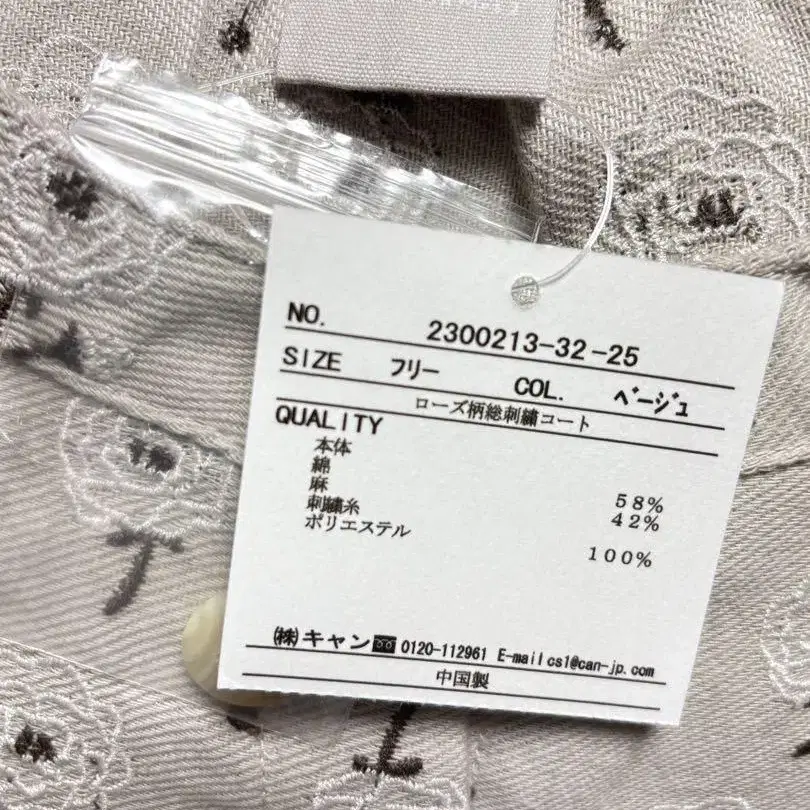 NO. 2300213-32-25
SIZE フリー COL. ベージュ
ローズ柄総刺繍コート
QUALITY
本体
綿 58%
麻 42%
刺繍糸
ポリエステル 100%
㈱キャン 0120-112961 E-mail cs1@can-jp.com
中国製